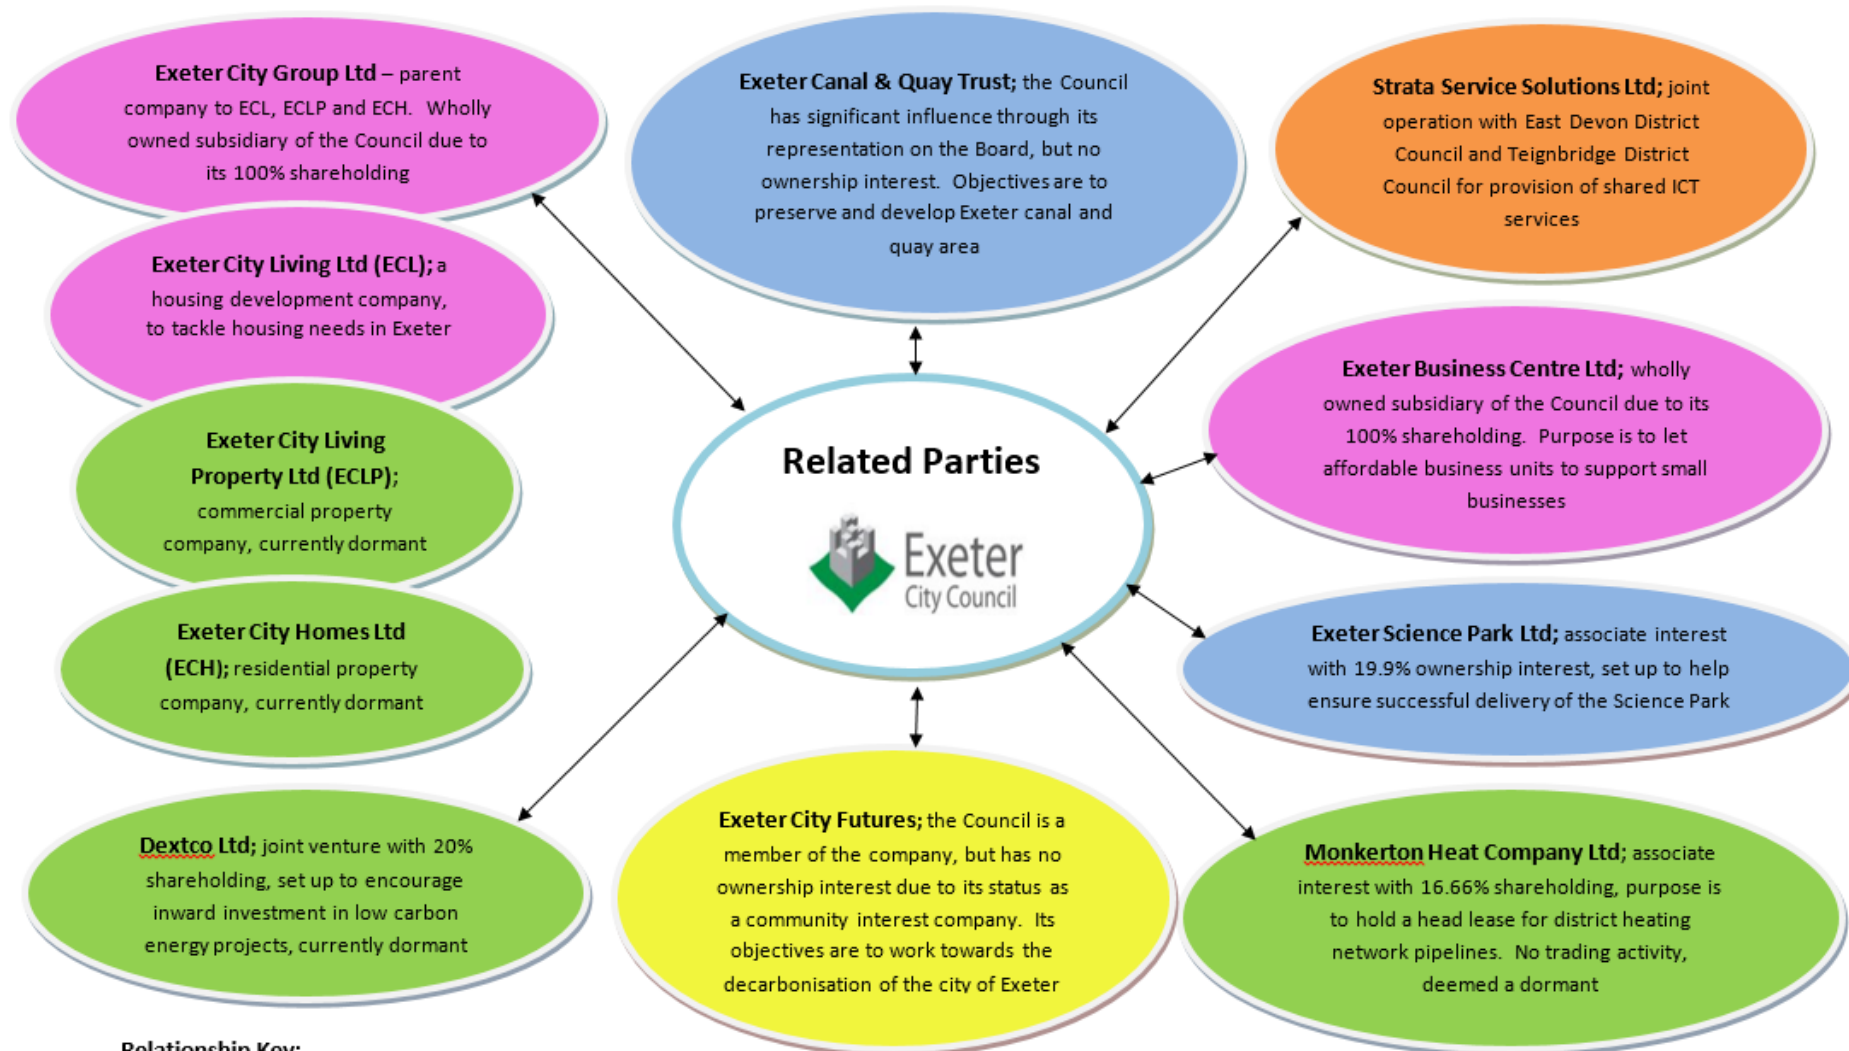 Exeter City Group Ltd – parent
company to ECL, ECLP and ECH. Wholly
owned subsidiary of the Council due to
its 100% shareholding
Exeter Canal & Quay Trust; the Council
has significant influence through its
representation on the Board, but no
ownership interest. Objectives are to
preserve and develop Exeter canal and
quay area
Strata Service Solutions Ltd; joint
operation with East Devon District
Council and Teignbridge District
Council for provision of shared ICT
services
Exeter City Living Ltd (ECL); a
housing development company,
to tackle housing needs in Exeter
Exeter Business Centre Ltd; wholly
owned subsidiary of the Council due to its
100% shareholding. Purpose is to let
affordable business units to support small
businesses
Exeter City Living
Property Ltd (ECLP);
commercial property
company, currently dormant
Related Parties
Exeter
City Council
Exeter City Homes Ltd
(ECH); residential property
company, currently dormant
Exeter Science Park Ltd; associate interest
with 19.9% ownership interest, set up to help
ensure successful delivery of the Science Park
Dextco Ltd; joint venture with 20%
shareholding, set up to encourage
inward investment in low carbon
energy projects, currently dormant
Exeter City Futures; the Council is a
member of the company, but has no
ownership interest due to its status as
a community interest company. Its
objectives are to work towards the
decarbonisation of the city of Exeter
Monkerton Heat Company Ltd; associate
interest with 16.66% shareholding, purpose is
to hold a head lease for district heating
network pipelines. No trading activity,
deemed a dormant
Relationship Key: